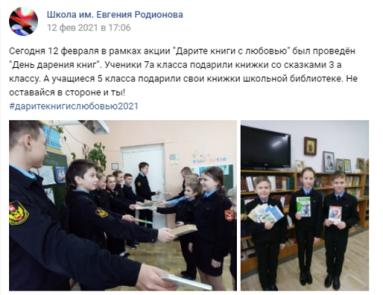 Школа им. Евгения Родионова
12 фев 2021 в 17:06
Сегодня 12 февраля в рамках акции "Дарите книги с любовью" был проведён
"День дарения книг". Ученики 7а класса подарили книжки со сказками 3 а
классу. А учащиеся 5 класса подарили свои книжки школьной библиотеке. Не
оставайся в стороне и ты!
#даритекнигислюбовью2021